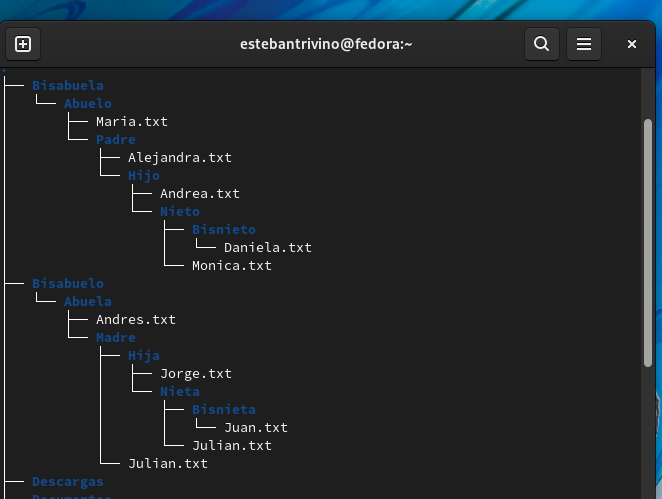 estebantrivino@fedora:~
├── Bisabuela
│   └── Abuelo
│       ├── Maria.txt
│       └── Padre
│           ├── Alejandra.txt
│           └── Hijo
│               ├── Andrea.txt
│               └── Nieto
│                   ├── Bisnieto
│                   │   └── Daniela.txt
│                   └── Monica.txt
├── Bisabuelo
│   └── Abuela
│       ├── Andres.txt
│       └── Madre
│           ├── Hija
│           │   ├── Jorge.txt
│           │   └── Nieta
│           │       ├── Bisnieta
│           │       │   └── Juan.txt
│           │       └── Julian.txt
│           └── Julian.txt
├── Descargas